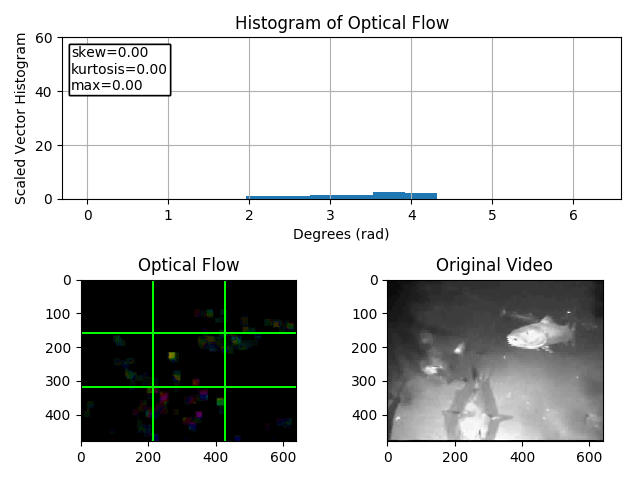 Histogram of Optical Flow
Scaled Vector Histogram
60
40
20
0
skew=0.00
kurtosis=0.00
max=0.00
0 1 2 3 4 5 6
Degrees (rad)
Optical Flow
0
100
200
300
400
0 200 400 600
Original Video
0
100
200
300
400
0 200 400 600